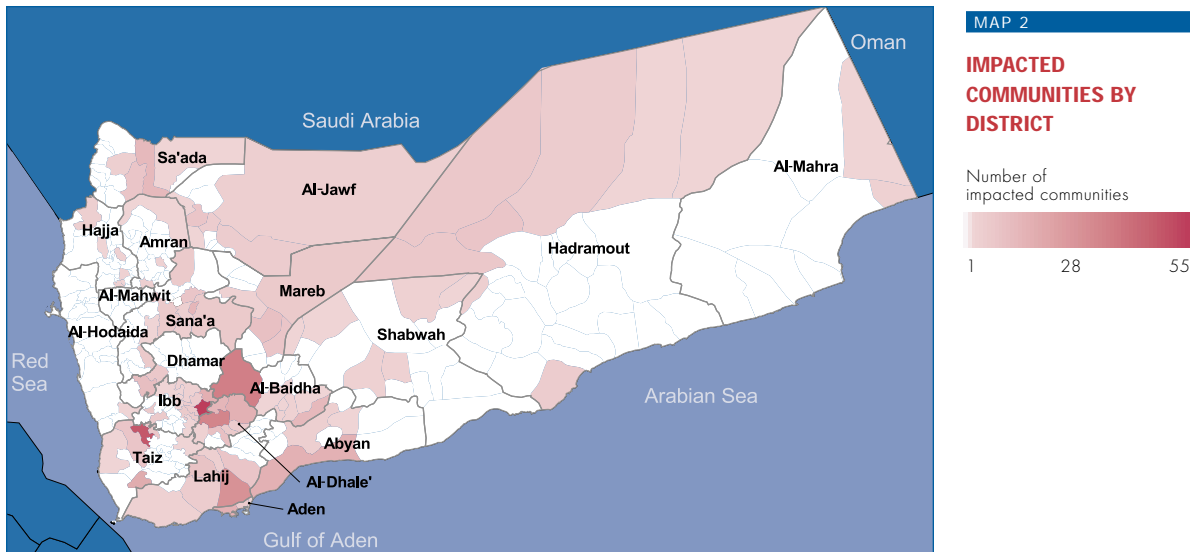 Oman
Saudi Arabia
Sa'ada
Al-Jawf
Al-Mahra
Hajja
Amran
Hadramout
Mareb
Al-Mahwit
Sana'a
Al-Hodaida
Shabwah
Dhamar
Red
Sea
Al-Baidha
Ibb
Arabian Sea
Abyan
Taiz
Lahij
Al-Dhale'
Aden
Gulf of Aden
MAP 2
IMPACTED
COMMUNITIES BY
DISTRICT
Number of
impacted communities
1 28 55